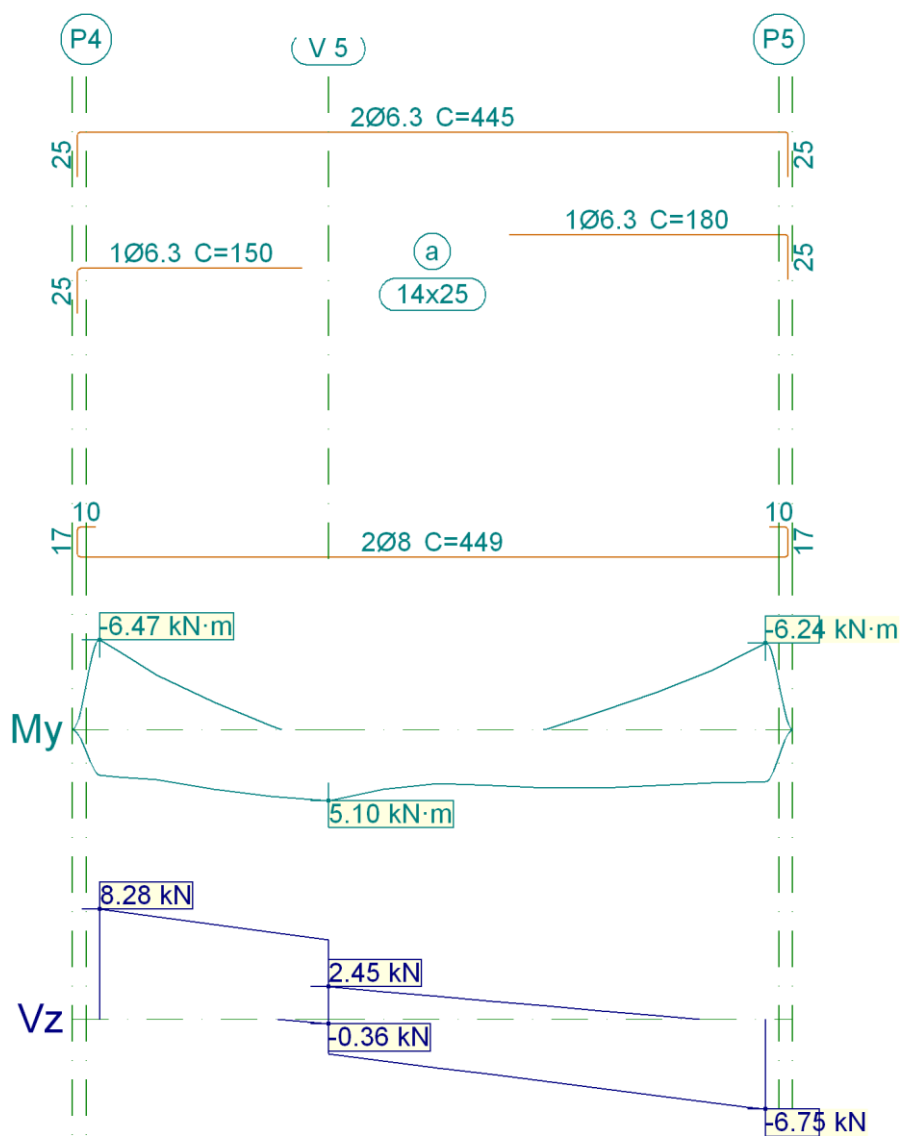 P4
V 5
P5
2Ø6.3 C=445
25
25
1Ø6.3 C=180
1Ø6.3 C=150
a
25
25
14x25
10
10
17
2Ø8 C=449
17
-6.47 kN·m
-6.24 kN·m
My
5.10 kN·m
8.28 kN
2.45 kN
Vz
-0.36 kN
-6.75 kN